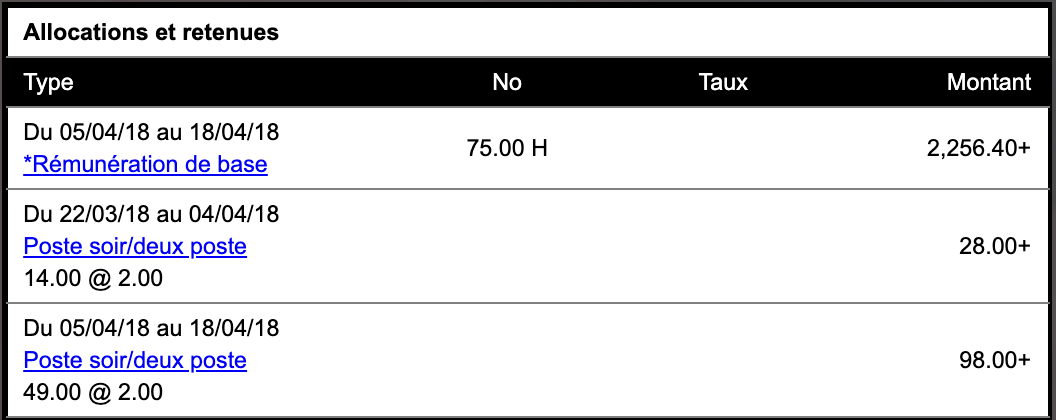 Allocations et retenues
Type No Taux Montant
Du 05/04/18 au 18/04/18
*Rémunération de base 75.00 H 2,256.40+
Du 22/03/18 au 04/04/18
Poste soir/deux poste 28.00+
14.00 @ 2.00
Du 05/04/18 au 18/04/18
Poste soir/deux poste 98.00+
49.00 @ 2.00